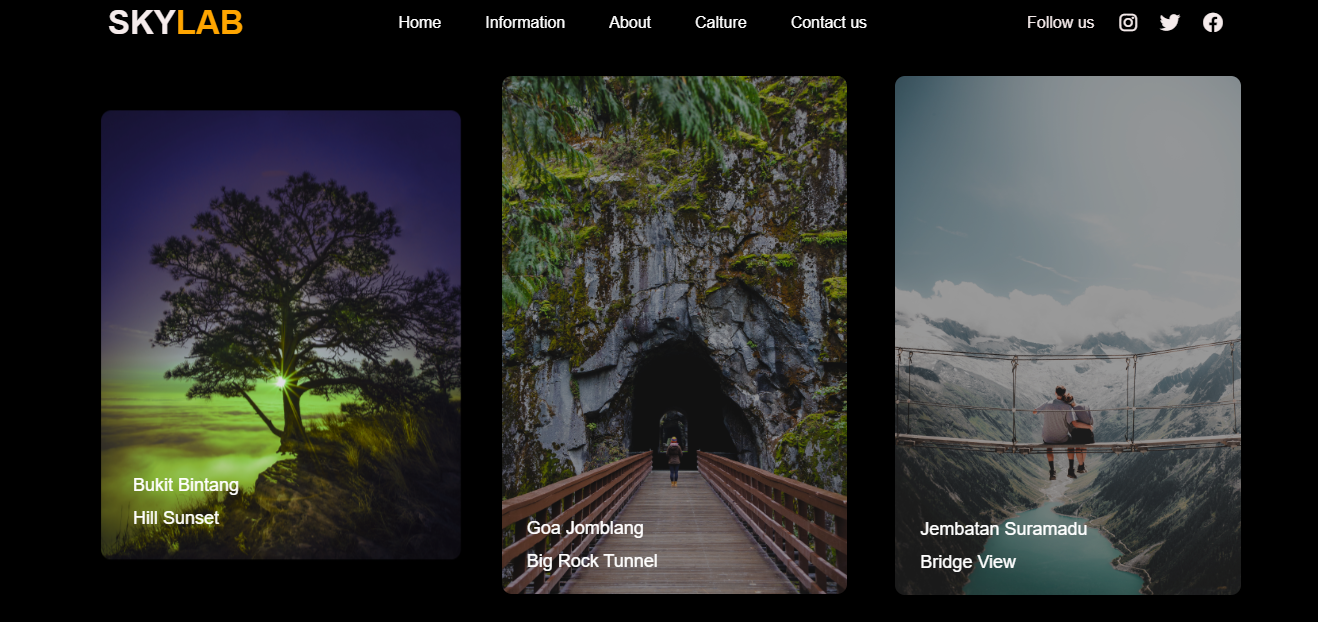 SKYLAB
Home Information About Calture Contact us
Follow us
Bukit Bintang
Hill Sunset
Goa Jomblang
Big Rock Tunnel
Jembatan Suramadu
Bridge View